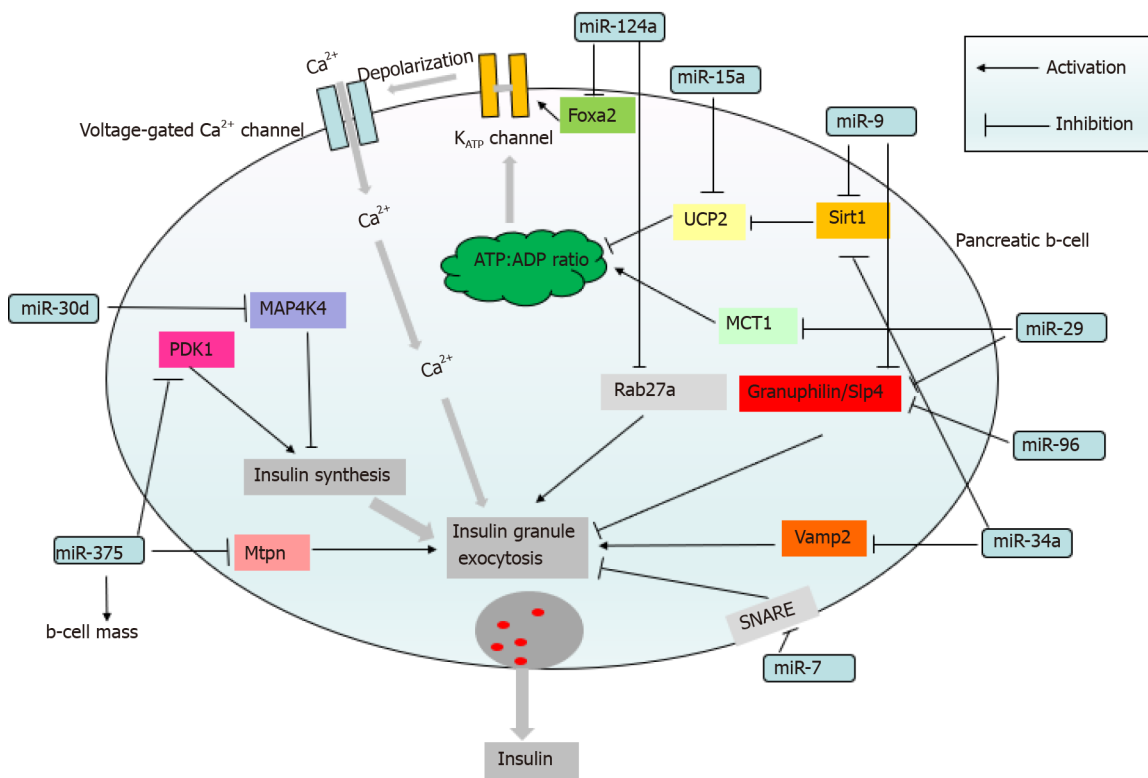 miR-124a
Ca2+
Depolarization
miR-15a
Activation
Voltage-gated Ca2+ channel
Foxa2
miR-9
Inhibition
KATP channel
Ca2+
UCP2
Sirt1
Pancreatic b-cell
ATP:ADP ratio
miR-30d
MAP4K4
MCT1
miR-29
PDK1
Ca2+
Rab27a
Granuphilin/Slp4
miR-96
Insulin synthesis
Insulin granule
exocytosis
Vamp2
miR-34a
miR-375
Mtpn
SNARE
b-cell mass
miR-7
Insulin